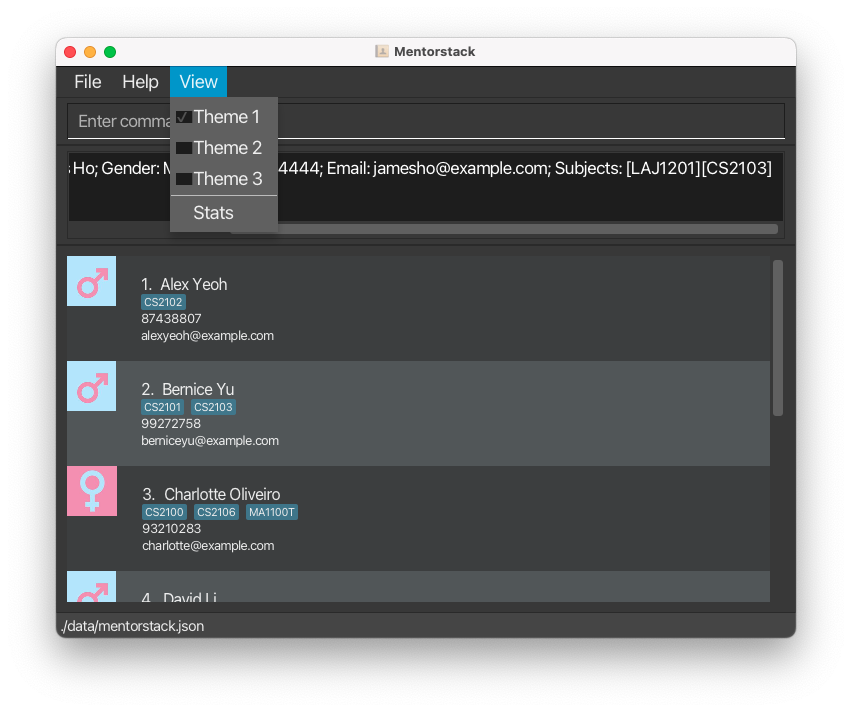 Mentorstack
File Help View
Enter comma
Theme 1
Theme 2
Theme 3
Stats
Ho; Gender: 4444; Email: jamesho@example.com; Subjects: [LAJ1201][CS2103]
1. Alex Yeoh
CS2102
87438807
alexyeoh@example.com
2. Bernice Yu
CS2101 CS2103
99272758
berniceyu@example.com
3. Charlotte Oliveiro
CS2100 CS2106 MA1100T
93210283
charlotte@example.com
4. David Li
./data/mentorstack.json